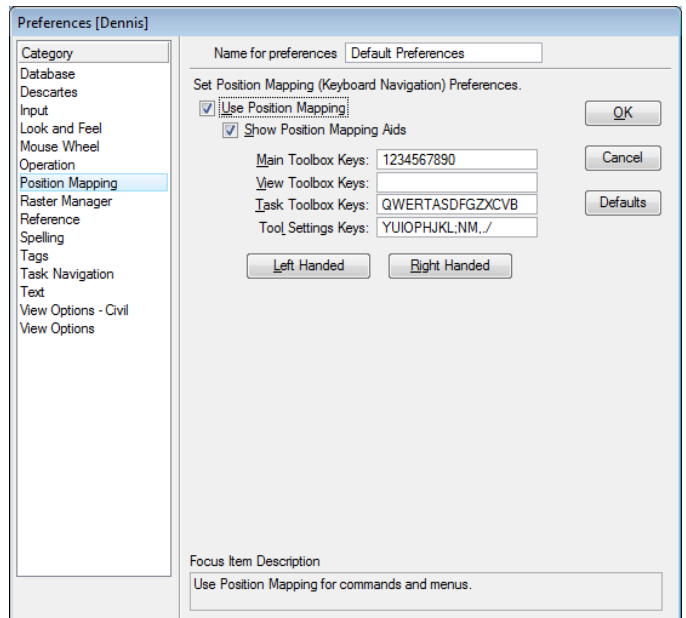 Preferences [Dennis]
Category
Database
Descartes
Input
Look and Feel
Mouse Wheel
Operation
Position Mapping
Raster Manager
Reference
Spelling
Tags
Task Navigation
Text
View Options - Civil
View Options
Name for preferences Default Preferences
Set Position Mapping (Keyboard Navigation) Preferences.
Use Position Mapping
Show Position Mapping Aids
Main Toolbox Keys: 1234567890
View Toolbox Keys:
Task Toolbox Keys: QWERTASDFGZXCVB
Tool Settings Keys: YUIOPHJKL;NM,./
Left Handed Right Handed
OK
Cancel
Defaults
Focus Item Description
Use Position Mapping for commands and menus.